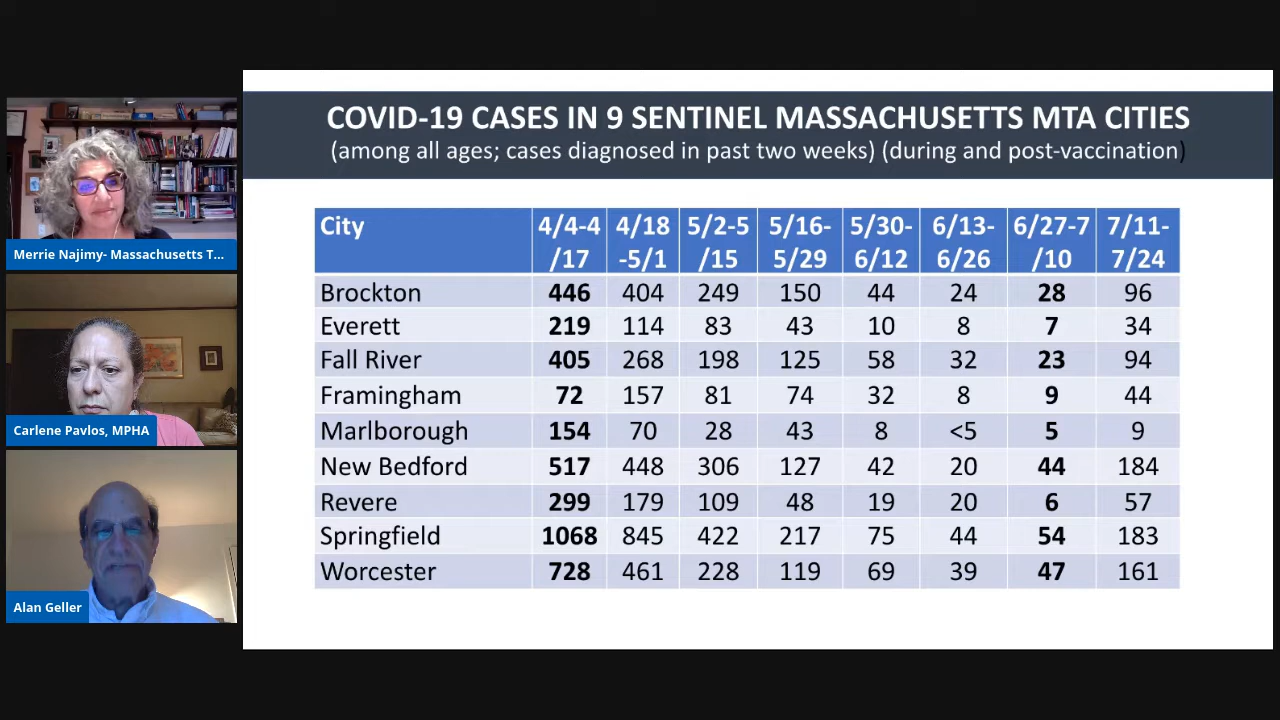 COVID-19 CASES IN 9 SENTINEL MASSACHUSETTS MTA CITIES
(among all ages; cases diagnosed in past two weeks) (during and post-vaccination)
City 4/4-4 4/18 5/2-5 5/16- 5/30- 6/13- 6/27-7 7/11-
/17 -5/1 /15 5/29 6/12 6/26 /10 7/24
Brockton 446 404 249 150 44 24 28 96
Everett 219 114 83 43 10 8 7 34
Fall River 405 268 198 125 58 32 23 94
Framingham 72 157 81 74 32 8 9 44
Marlborough 154 70 28 43 8 <5 5 9
New Bedford 517 448 306 127 42 20 44 184
Revere 299 179 109 48 19 20 6 57
Springfield 1068 845 422 217 75 44 54 183
Worcester 728 461 228 119 69 39 47 161
Merrie Najimy- Massachusetts T...
Carlene Pavlos, MPHA
Alan Geller